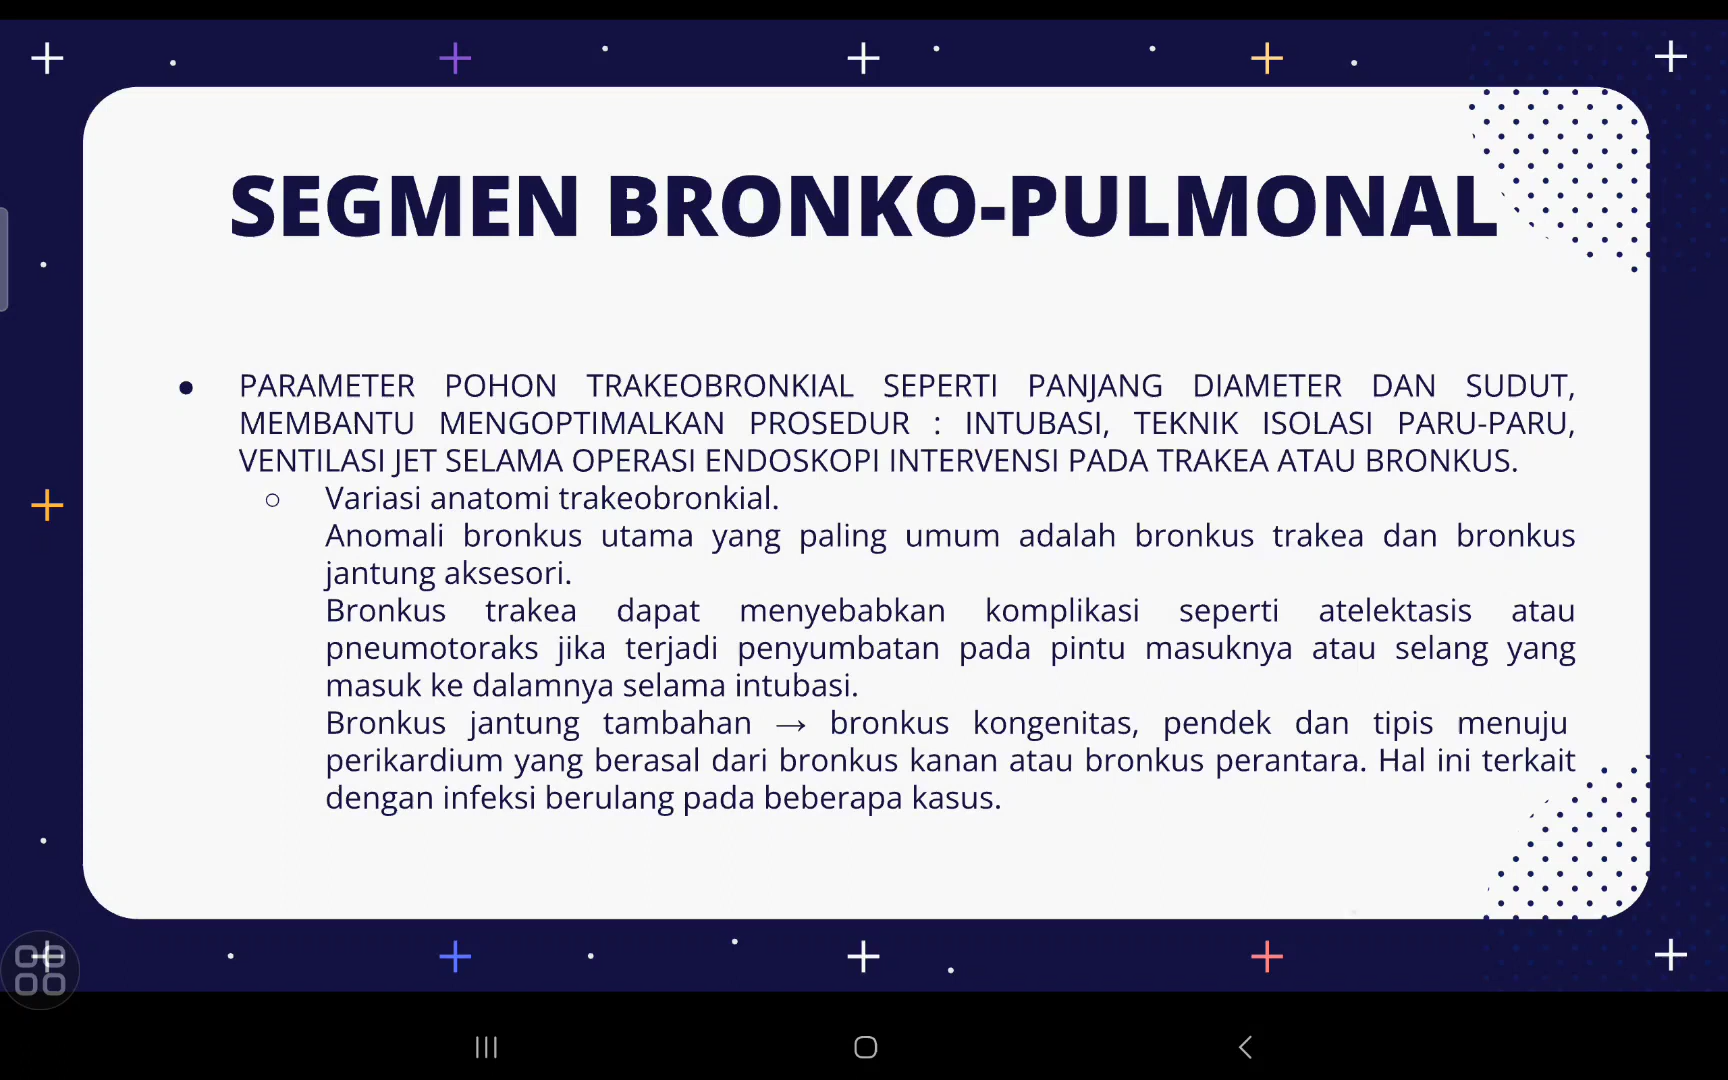 SEGMEN BRONKO-PULMONAL
● PARAMETER POHON TRAKEOBRONKIAL SEPERTI PANJANG DIAMETER DAN SUDUT,
MEMBANTU MENGOPTIMALKAN PROSEDUR : INTUBASI, TEKNIK ISOLASI PARU-PARU,
VENTILASI JET SELAMA OPERASI ENDOSKOPI INTERVENSI PADA TRAKEA ATAU BRONKUS.
○ Variasi anatomi trakeobronkial.
Anomali bronkus utama yang paling umum adalah bronkus trakea dan bronkus
jantung aksesori.
Bronkus trakea dapat menyebabkan komplikasi seperti atelektasis atau
pneumotoraks jika terjadi penyumbatan pada pintu masuknya atau selang yang
masuk ke dalamnya selama intubasi.
Bronkus jantung tambahan → bronkus kongenitas, pendek dan tipis menuju
perikardium yang berasal dari bronkus kanan atau bronkus perantara. Hal ini terkait
dengan infeksi berulang pada beberapa kasus.